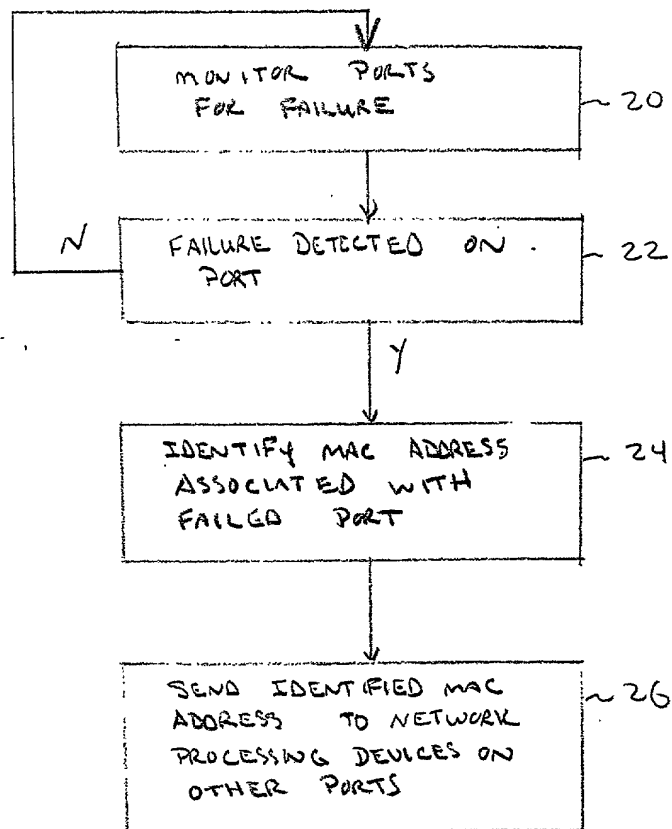 MONITOR PORTS
FOR FAILURE
~ 20
N
FAILURE DETECTED ON
PORT
~ 22
Y
IDENTIFY MAC ADDRESS
ASSOCIATED WITH
FAILED PORT
~ 24
SEND IDENTIFIED MAC
ADDRESS TO NETWORK
PROCESSING DEVICES ON
OTHER PORTS
~ 26